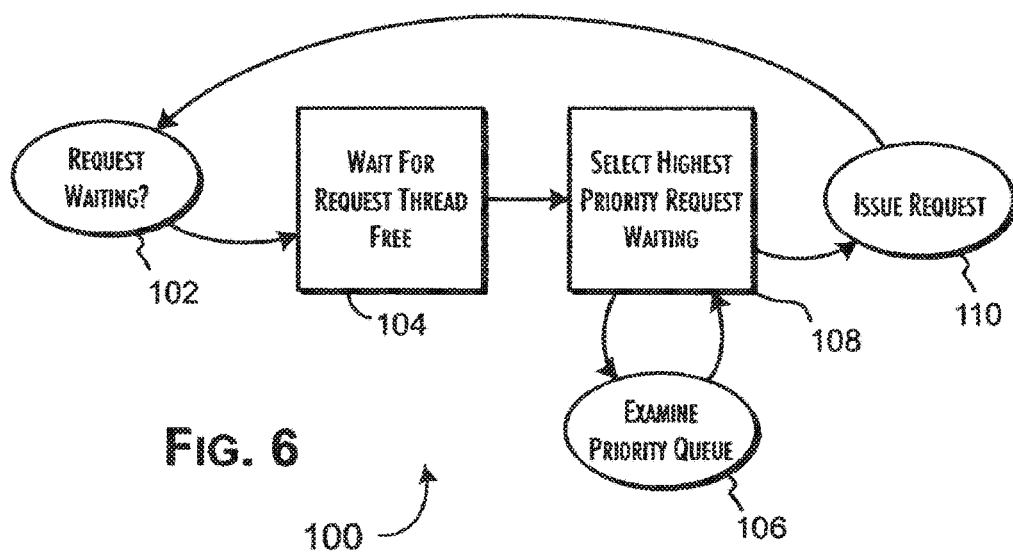 REQUEST
WAITING?
102
WAIT FOR
REQUEST THREAD
FREE
104
SELECT HIGHEST
PRIORITY REQUEST
WAITING
108
ISSUE REQUEST
110
EXAMINE
PRIORITY QUEUE
106
FIG. 6
100